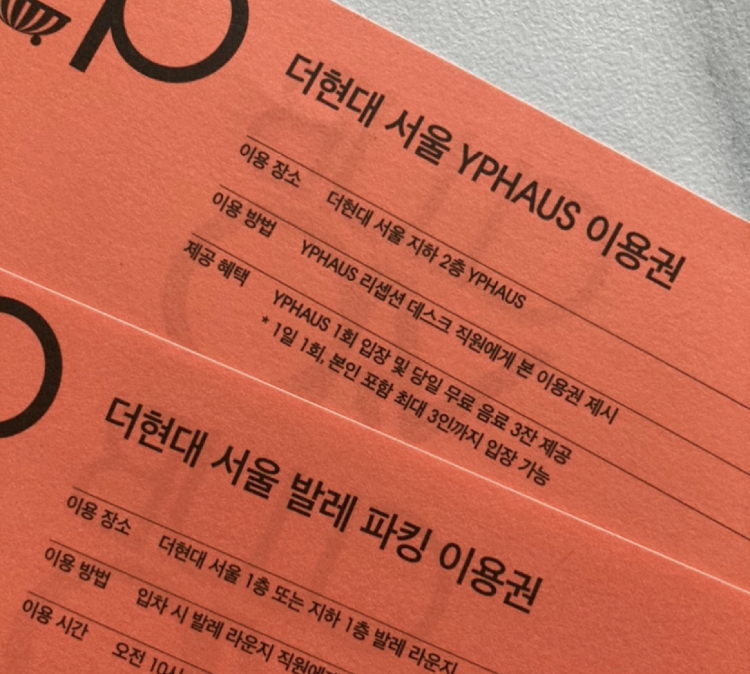 더현대 서울 YPHAUS 이용권
이용 장소 더현대 서울 지하 2층 YPHAUS
이용 방법 YPHAUS 리셉션 데스크 직원에게 본 이용권 제시
제공 혜택 YPHAUS 1회 입장 및 당일 무료 음료 3잔 제공
* 1일 1회, 본인 포함 최대 3인까지 입장 가능
더현대 서울 발레 파킹 이용권
이용 장소 더현대 서울 1층 또는 지하 1층 발레 라운지
이용 방법 입차 시 발레 라운지 직원에게
이용 시간 오전 10시